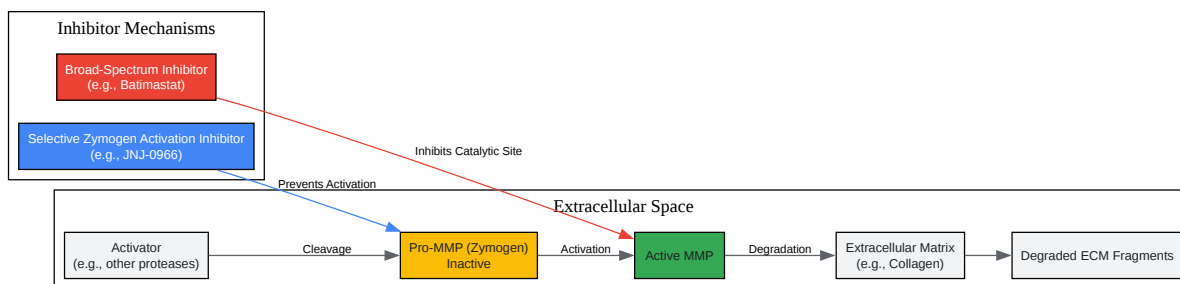 Inhibitor Mechanisms
Broad-Spectrum Inhibitor
(e.g., Batimastat)
Selective Zymogen Activation Inhibitor
(e.g., JNJ-0966)
Inhibits Catalytic Site
Prevents Activation
Extracellular Space
Activator
(e.g., other proteases)
Cleavage
Pro-MMP (Zymogen)
Inactive
Activation
Active MMP
Degradation
Extracellular Matrix
(e.g., Collagen)
Degraded ECM Fragments